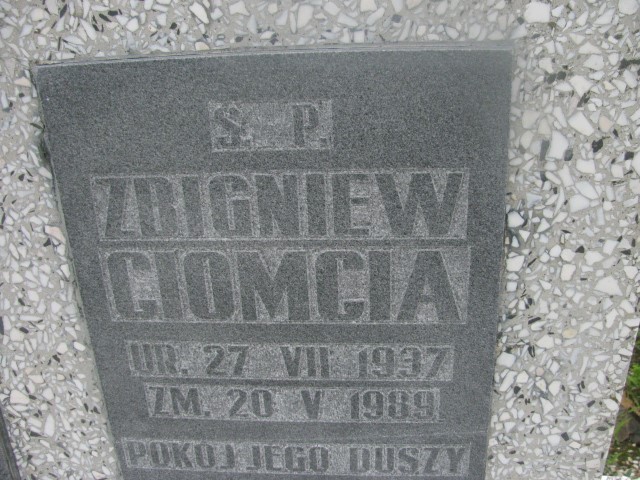 Ś. P.
ZBIGNIEW
CIOMCIA
UR. 27 VII 1937
ZM. 20 V 1989
POKÓJ JEGO DUSZY